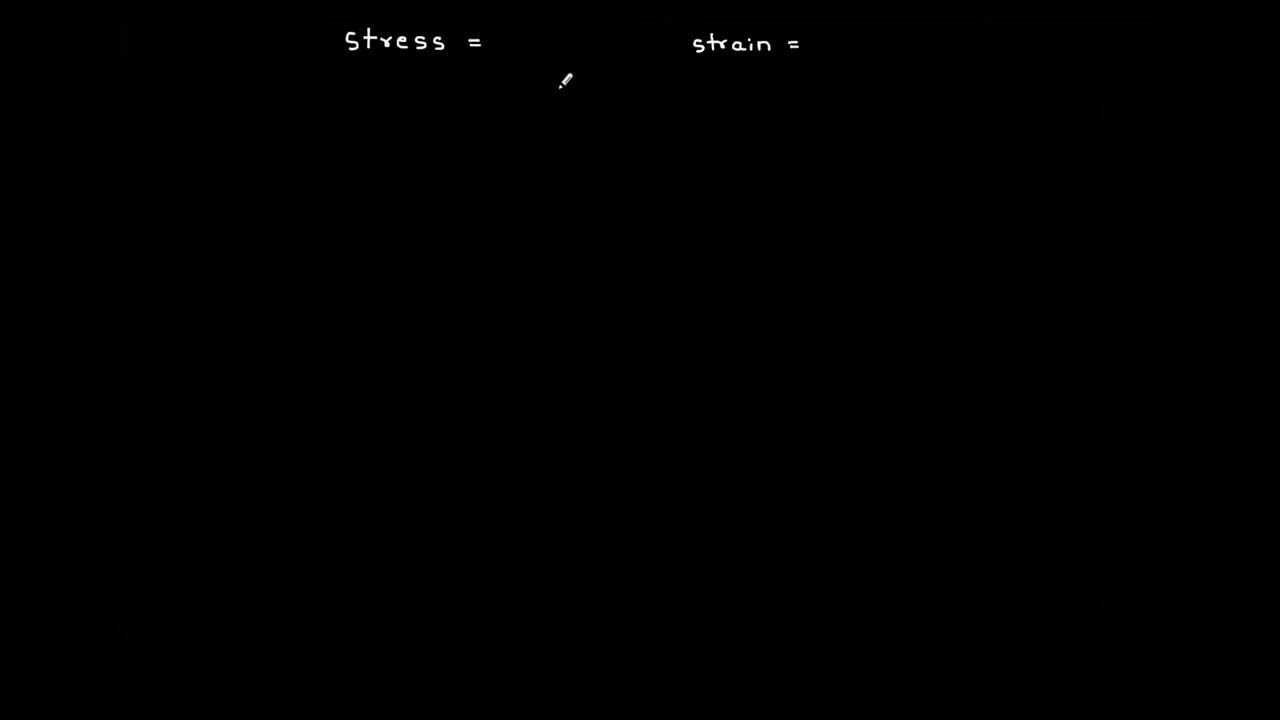 stress = strain =